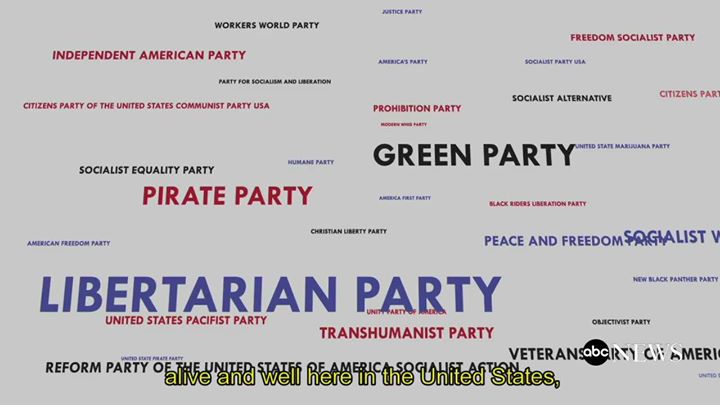 JUSTICE PARTY
WORKERS WORLD PARTY
FREEDOM SOCIALIST PARTY
INDEPENDENT AMERICAN PARTY
AMERICA'S PARTY
SOCIALIST PARTY USA
PARTY FOR SOCIALISM AND LIBERATION
CITIZENS PART
SOCIALIST ALTERNATIVE
CITIZENS PARTY OF THE UNITED STATES COMMUNIST PARTY USA
PROHIBITION PARTY
MODERN WHIG PARTY
UNITED STATE MARIJUANA PARTY
GREEN PARTY
HUMANE PARTY
SOCIALIST EQUALITY PARTY
PIRATE PARTY
AMERICA FIRST PARTY
BLACK RIDERS LIBERATION PARTY
CHRISTIAN LIBERTY PARTY
SOCIALIST W
PEACE AND FREEDOM PARTY
AMERICAN FREEDOM PARTY
NEW BLACK PANTHER PARTY
LIBERTARIAN PARTY
UNITY PARTY OF AMERICA
UNITED STATES PACIFIST PARTY
OBJECTIVIST PARTY
TRANSHUMANIST PARTY
VETERANS PARTY OF AMERI
abc NEWS
UNITED STATE PIRATE PARTY
REFORM PARTY OF THE UNITED STATES OF AMERICA SOCIALIST ACTION
UNITED S
alive and well here in the United States,